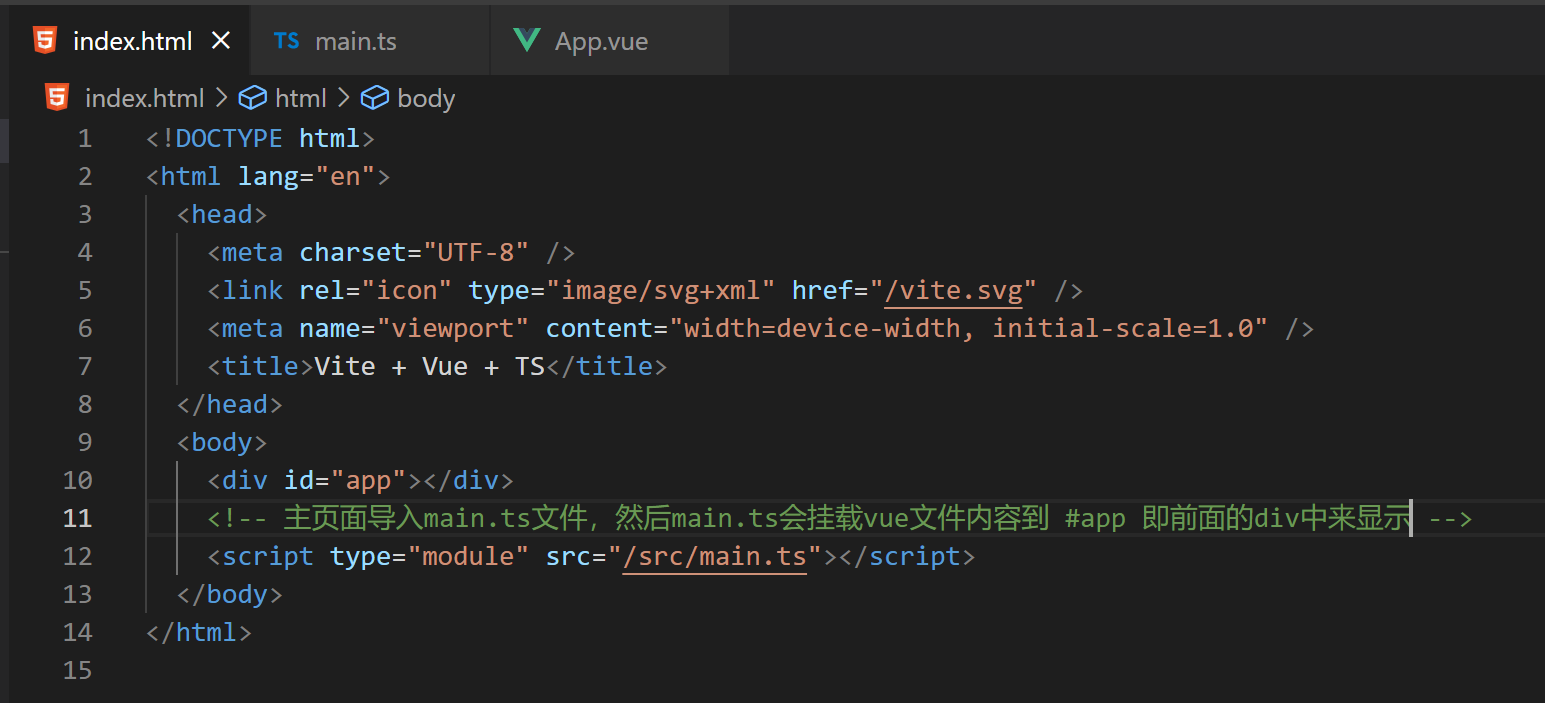 index.html × TS main.ts App.vue
index.html > html > body
1 <!DOCTYPE html>
2 <html lang="en">
3 <head>
4 <meta charset="UTF-8" />
5 <link rel="icon" type="image/svg+xml" href="/vite.svg" />
6 <meta name="viewport" content="width=device-width, initial-scale=1.0" />
7 <title>Vite + Vue + TS</title>
8 </head>
9 <body>
10 <div id="app"></div>
11 <!-- 主页面导入main.ts文件，然后main.ts会挂载vue文件内容到 #app 即前面的div中来显示 -->
12 <script type="module" src="/src/main.ts"></script>
13 </body>
14 </html>
15